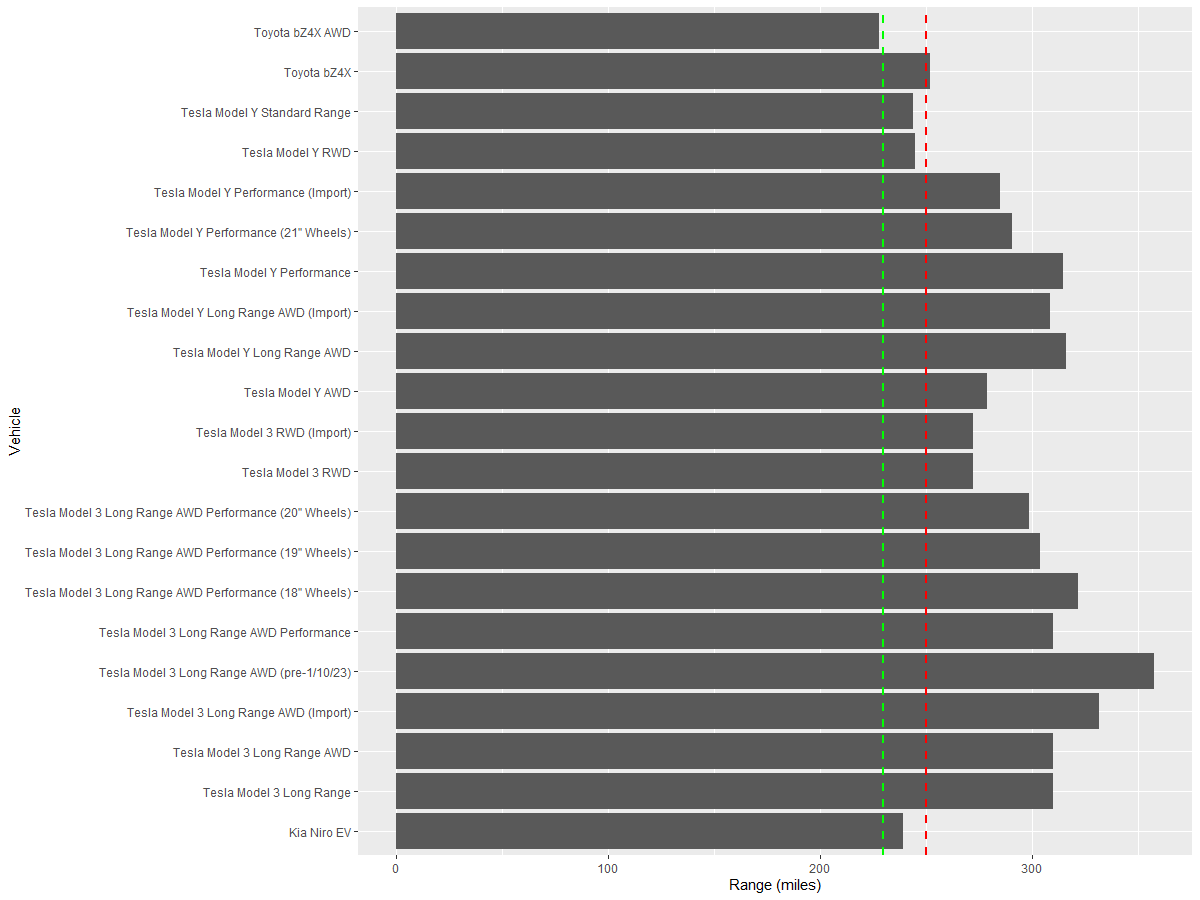 Toyota bZ4X AWD
Toyota bZ4X
Tesla Model Y Standard Range
Tesla Model Y RWD
Tesla Model Y Performance (Import)
Tesla Model Y Performance (21" Wheels)
Tesla Model Y Performance
Tesla Model Y Long Range AWD (Import)
Tesla Model Y Long Range AWD
Tesla Model Y AWD
Tesla Model 3 RWD (Import)
Tesla Model 3 RWD
Tesla Model 3 Long Range AWD Performance (20" Wheels)
Tesla Model 3 Long Range AWD Performance (19" Wheels)
Tesla Model 3 Long Range AWD Performance (18" Wheels)
Tesla Model 3 Long Range AWD Performance
Tesla Model 3 Long Range AWD (pre-1/10/23)
Tesla Model 3 Long Range AWD (Import)
Tesla Model 3 Long Range AWD
Tesla Model 3 Long Range
Kia Niro EV
Vehicle
0 100 200 300
Range (miles)